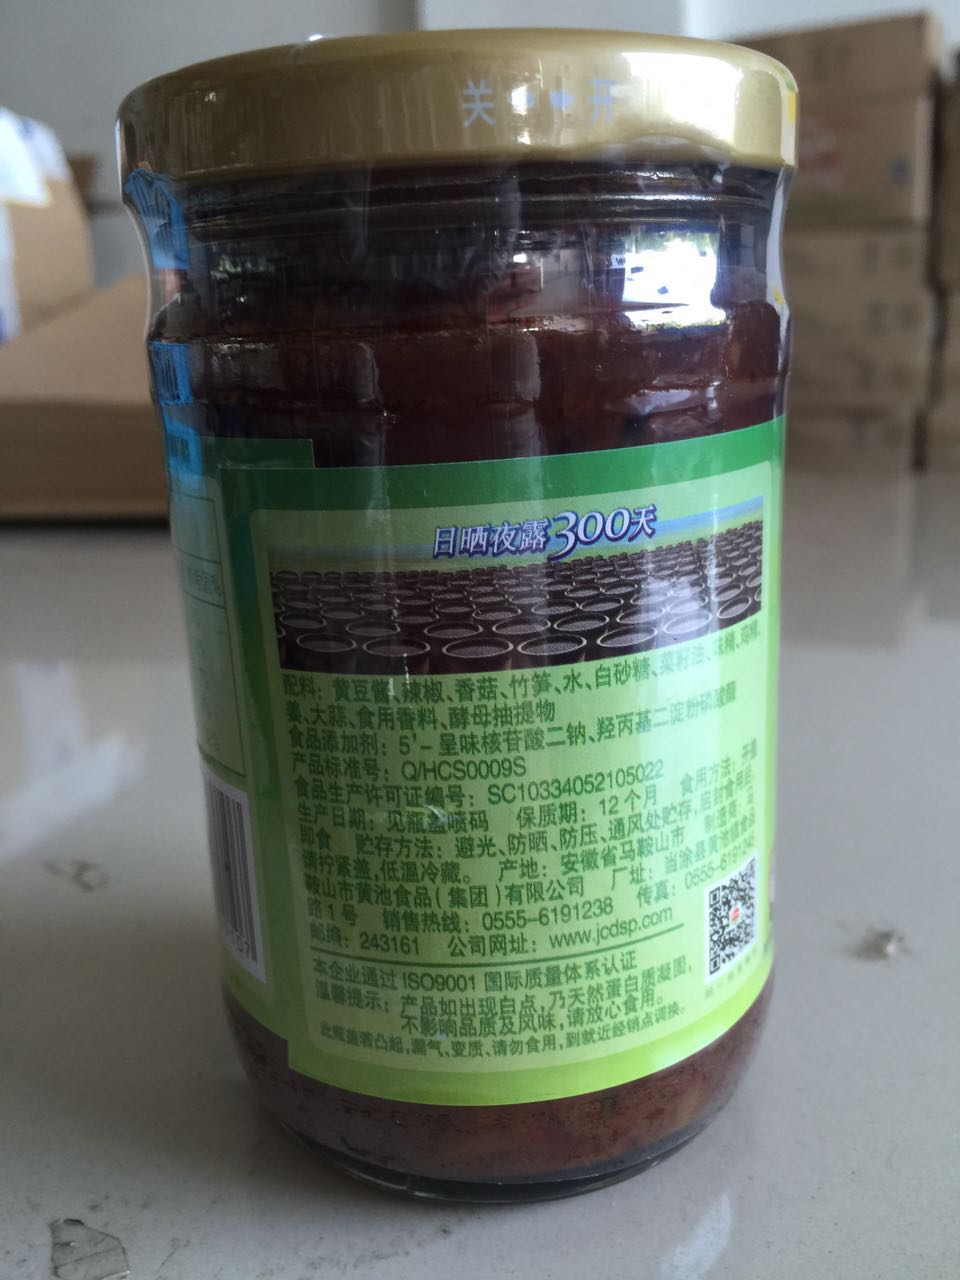 关 开
日晒夜露300天
配料：黄豆酱、辣椒、香菇、竹笋、水、白砂糖、菜籽油、味精、鸡精、
姜、大蒜、食用香料、酵母抽提物
食品添加剂：5'-呈味核苷酸二钠、羟丙基二淀粉磷酸酯
产品标准号：Q/HCS0009S
食品生产许可证编号：SC10334052105022 食用方法：开盖
生产日期：见瓶盖喷码 保质期：12个月
即食 贮存方法：避光、防晒、防压、通风处贮存，启封食用后，
请拧紧盖，低温冷藏。 产地：安徽省马鞍山市
鞍山市黄池食品（集团）有限公司 厂址：当涂县黄池镇食品
路1号 销售热线：0555-6191238 传真：
邮编：243161 公司网址：www.jcdsp.com
本企业通过ISO9001国际质量体系认证
温馨提示：产品如出现白点，乃天然蛋白质凝固，
不影响品质及风味，请放心食用。
此瓶盖若凸起，漏气、变质、请勿食用，到就近经销点调换。